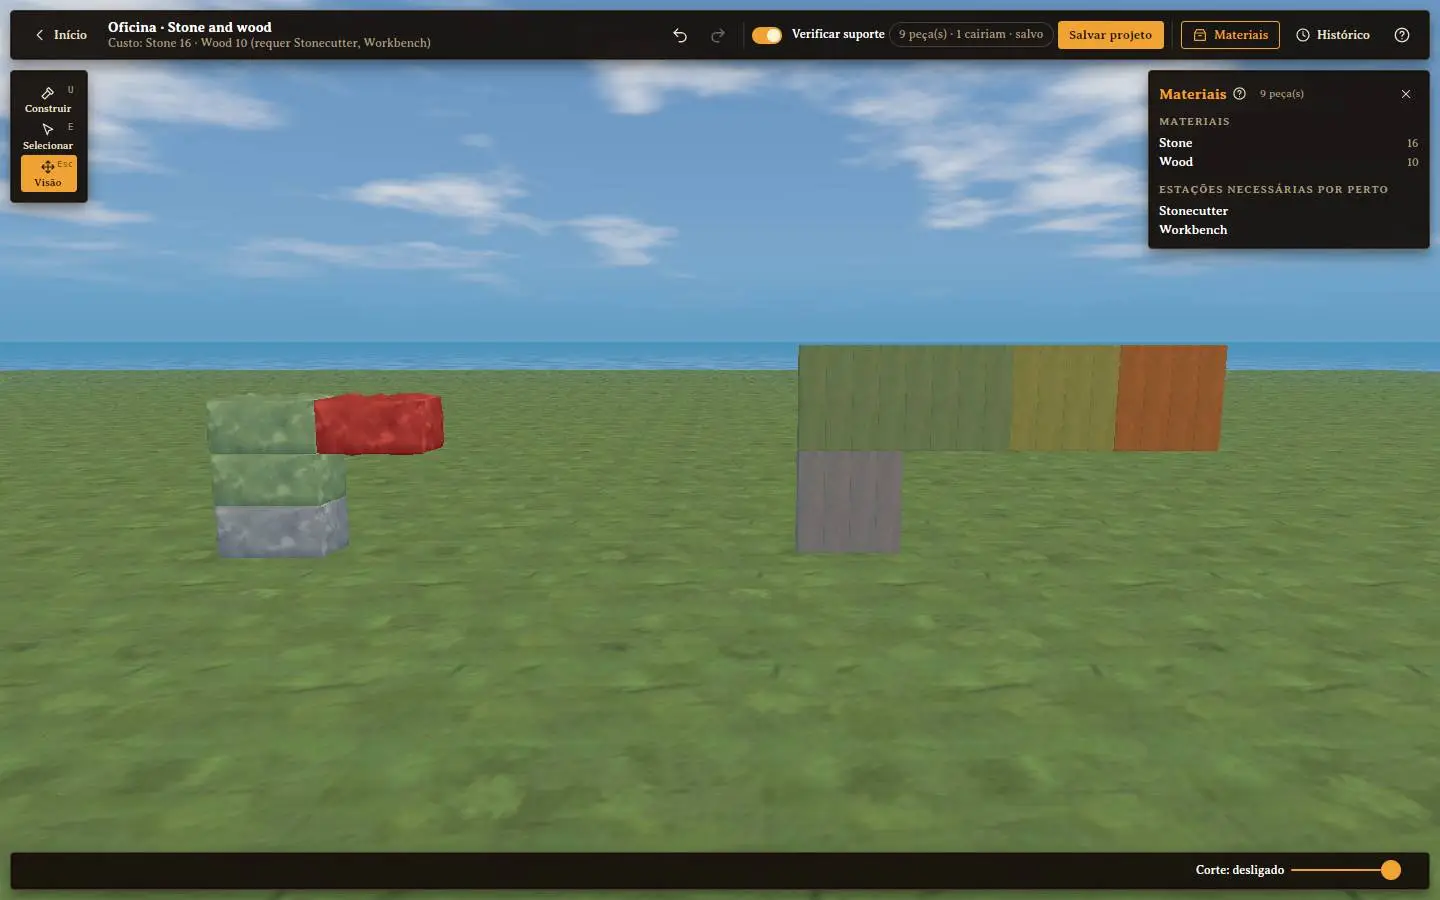 Início
Oficina · Stone and wood
Custo: Stone 16 · Wood 10 (requer Stonecutter, Workbench)
Verificar suporte
9 peça(s) · 1 cairiam · salvo
Salvar projeto
Materiais
Histórico
U
Construir
E
Selecionar
Esc
Visão
Materiais
9 peça(s)
MATERIAIS
Stone 16
Wood 10
ESTAÇÕES NECESSÁRIAS POR PERTO
Stonecutter
Workbench
Corte: desligado